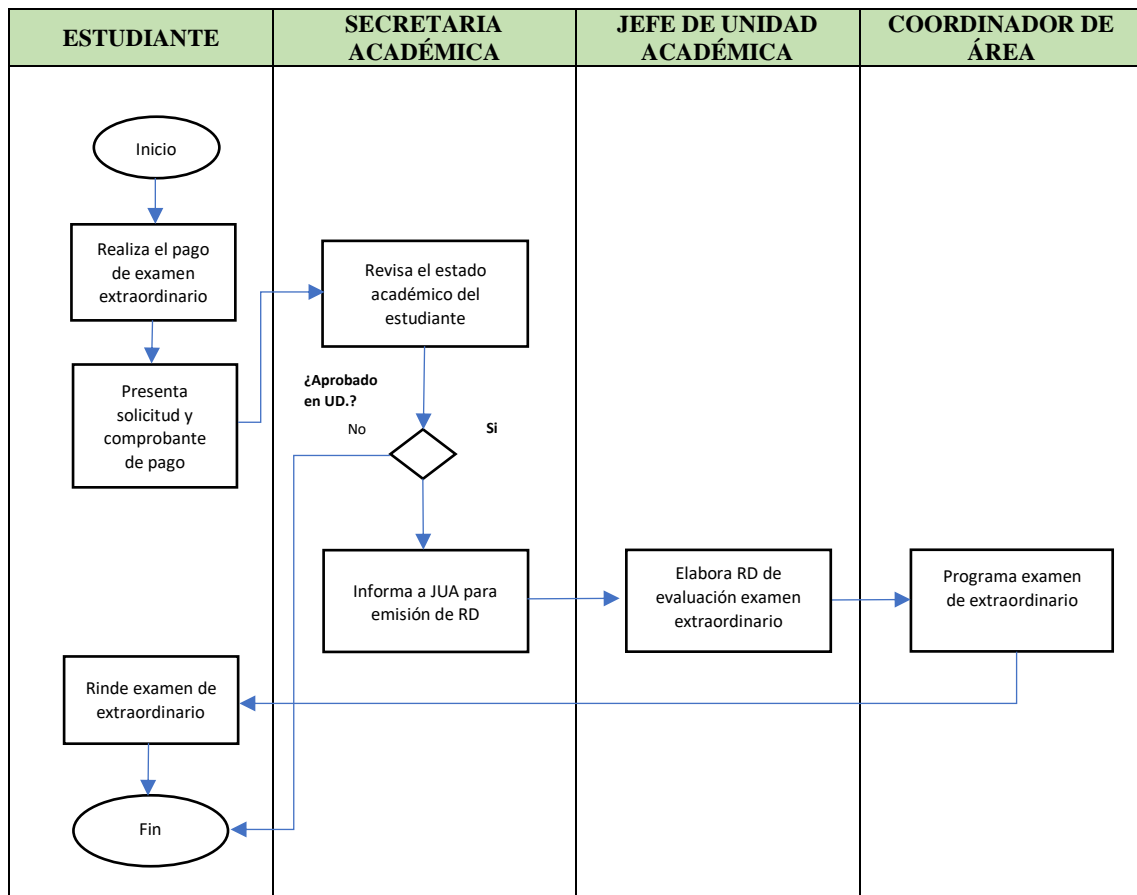 ESTUDIANTE
SECRETARIA
ACADÉMICA
JEFE DE UNIDAD
ACADÉMICA
COORDINADOR DE
ÁREA
Inicio
Realiza el pago
de examen
extraordinario
Presenta
solicitud y
comprobante
de pago
Revisa el estado
académico del
estudiante
¿Aprobado
en UD.?
No
Si
Informa a JUA para
emisión de RD
Elabora RD de
evaluación examen
extraordinario
Programa examen
de extraordinario
Rinde examen de
extraordinario
Fin